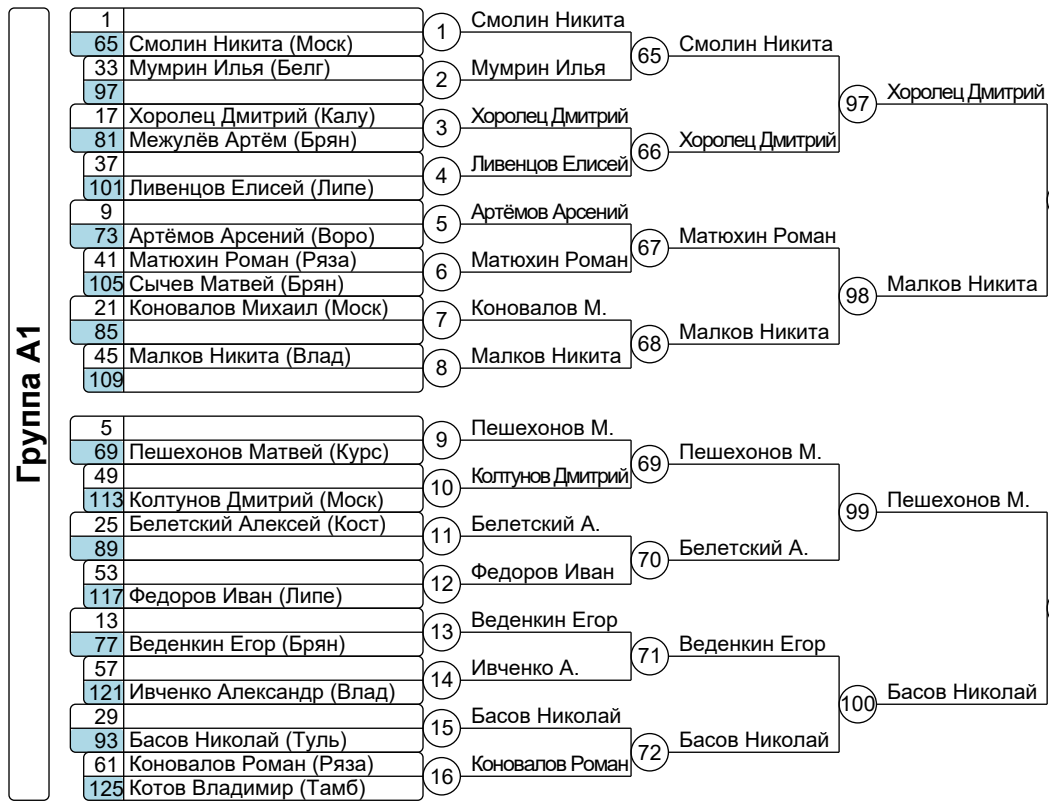 Группа А1
1
65 Смолин Никита (Моск)
33 Мумрин Илья (Белг)
97
17 Хоролец Дмитрий (Калу)
81 Межулёв Артём (Брян)
37
101 Ливенцов Елисей (Липе)
9
73 Артёмов Арсений (Воро)
41 Матюхин Роман (Ряза)
105 Сычев Матвей (Брян)
21 Коновалов Михаил (Моск)
85
45 Малков Никита (Влад)
109
5
69 Пешехонов Матвей (Курс)
49
113 Колтунов Дмитрий (Моск)
25 Белетский Алексей (Кост)
89
53
117 Федоров Иван (Липе)
13
77 Веденкин Егор (Брян)
57
121 Ивченко Александр (Влад)
29
93 Басов Николай (Туль)
61 Коновалов Роман (Ряза)
125 Котов Владимир (Тамб)
1 Смолин Никита
2 Мумрин Илья
3 Хоролец Дмитрий
4 Ливенцов Елисей
5 Артёмов Арсений
6 Матюхин Роман
7 Коновалов М.
8 Малков Никита
9 Пешехонов М.
10 Колтунов Дмитрий
11 Белетский А.
12 Федоров Иван
13 Веденкин Егор
14 Ивченко А.
15 Басов Николай
16 Коновалов Роман
65 Смолин Никита
66 Хоролец Дмитрий
67 Матюхин Роман
68 Малков Никита
69 Пешехонов М.
70 Белетский А.
71 Веденкин Егор
72 Басов Николай
97 Хоролец Дмитрий
98 Малков Никита
99 Пешехонов М.
100 Басов Николай